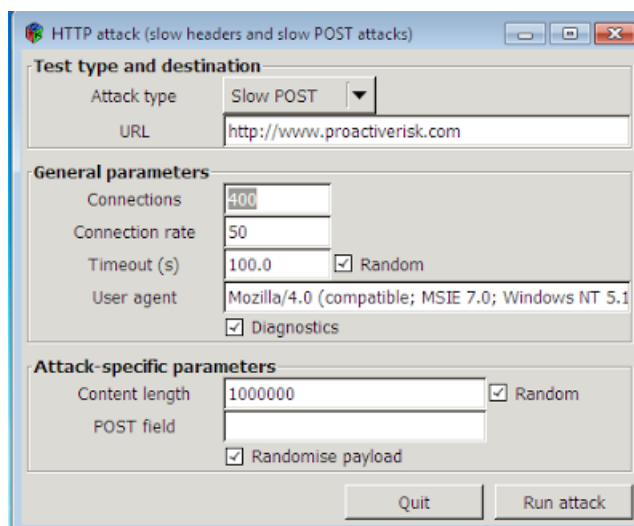 HTTP attack (slow headers and slow POST attacks)
Test type and destination
Attack type Slow POST
URL http://www.proactiverisk.com
General parameters
Connections 400
Connection rate 50
Timeout (s) 100.0 Random
User agent Mozilla/4.0 (compatible; MSIE 7.0; Windows NT 5.1
Diagnostics
Attack-specific parameters
Content length 1000000 Random
POST field
Randomise payload
Quit Run attack